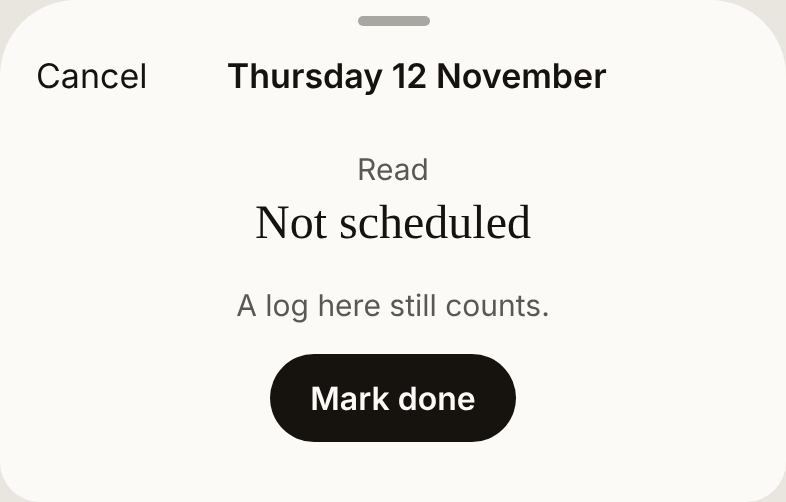 Cancel
Thursday 12 November
Read
Not scheduled
A log here still counts.
Mark done